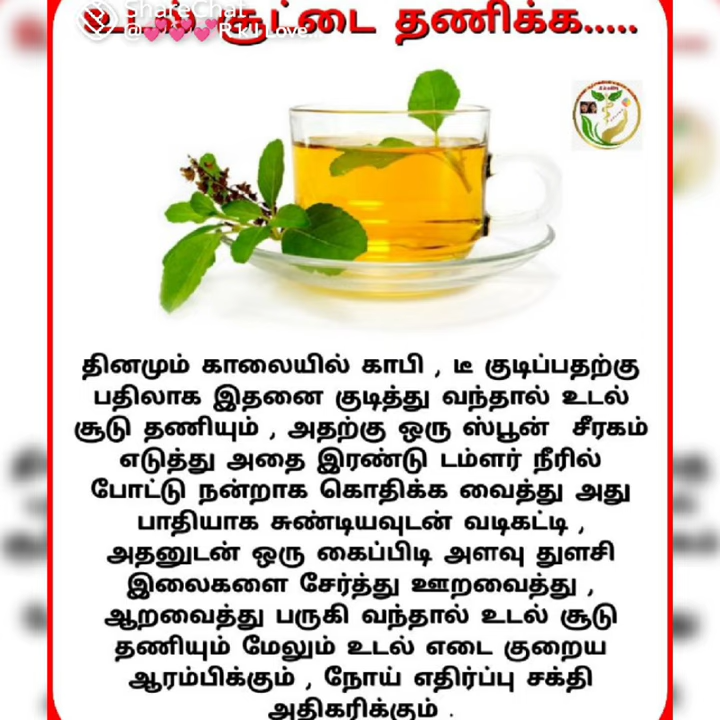 ShareChat
சூட்டை தணிக்க.....
தினமும் காலையில் காபி , டீ குடிப்பதற்கு
பதிலாக இதனை குடித்து வந்தால் உடல்
சூடு தணியும் , அதற்கு ஒரு ஸ்பூன் சீரகம்
எடுத்து அதை இரண்டு டம்ளர் நீரில்
போட்டு நன்றாக கொதிக்க வைத்து அது
பாதியாக சுண்டியவுடன் வடிகட்டி ,
அதனுடன் ஒரு கைப்பிடி அளவு துளசி
இலைகளை சேர்த்து ஊறவைத்து ,
ஆறவைத்து பருகி வந்தால் உடல் சூடு
தணியும் மேலும் உடல் எடை குறைய
ஆரம்பிக்கும் , நோய் எதிர்ப்பு சக்தி
அதிகரிக்கும் .